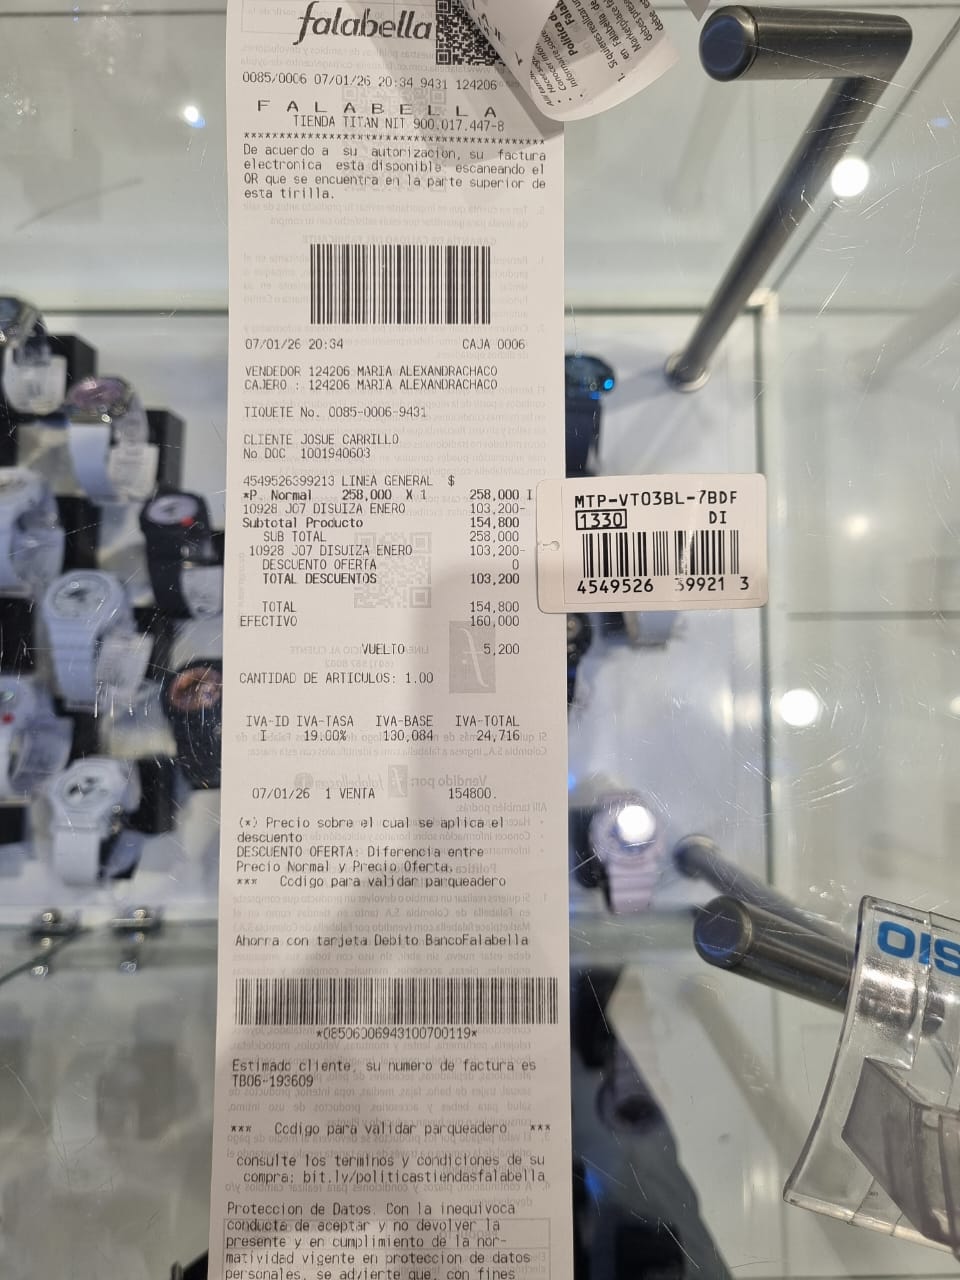 falabella
0085/0006 07/01/26 20:34 9431 124206
F A L A B E L L A
TIENDA TITAN NIT 900.017.447-8
De acuerdo a su autorizacion, su factura
electronica esta disponible escaneando el
QR que se encuentra en la parte superior de
esta tirilla.
07/01/26 20:34 CAJA 0006
VENDEDOR 124206 MARIA ALEXANDRACHACO
CAJERO : 124206 MARIA ALEXANDRACHACO
TIQUETE No. 0085-0006-9431
CLIENTE JOSUE CARRILLO
No DOC 1001940603
4549526399213 LINEA GENERAL $
*P. Normal 258,000 X 1 258,000 I
10928 J07 DISUIZA ENERO 103,200-
Subtotal Producto 154,800
SUB TOTAL 258,000
10928 J07 DISUIZA ENERO 103,200-
DESCUENTO OFERTA 0
TOTAL DESCUENTOS 103,200
TOTAL 154,800
EFECTIVO 160,000
VUELTO 5,200
CANTIDAD DE ARTICULOS: 1.00
IVA-ID IVA-TASA IVA-BASE IVA-TOTAL
I 19.00% 130,084 24,716
07/01/26 1 VENTA 154800.
(*) Precio sobre el cual se aplica el
descuento
DESCUENTO OFERTA: Diferencia entre
Precio Normal y Precio Oferta.
*** Codigo para validar parqueadero
Ahorra con tarjeta Debito BancoFalabella
*08506006943100700119*
Estimado cliente, su numero de factura es
TB06-193609
*** Codigo para validar parqueadero ***
consulte los terminos y condiciones de su
compra: bit.ly/politicastiendasfalabella
Proteccion de Datos. Con la inequivoca
conducta de aceptar y no devolver la
presente y en cumplimiento de la nor-
matividad vigente en proteccion de datos
personales, se advierte que, con fines
MTP-VT03BL-7BDF
1330 DI
4549526 39921 3